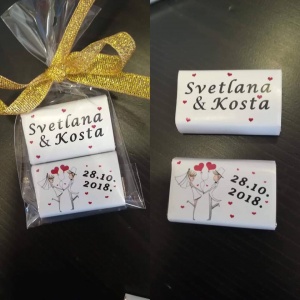 Svetlana
& Kosta
28.10.
2018.
Svetlana
& Kosta
28.10.
2018.